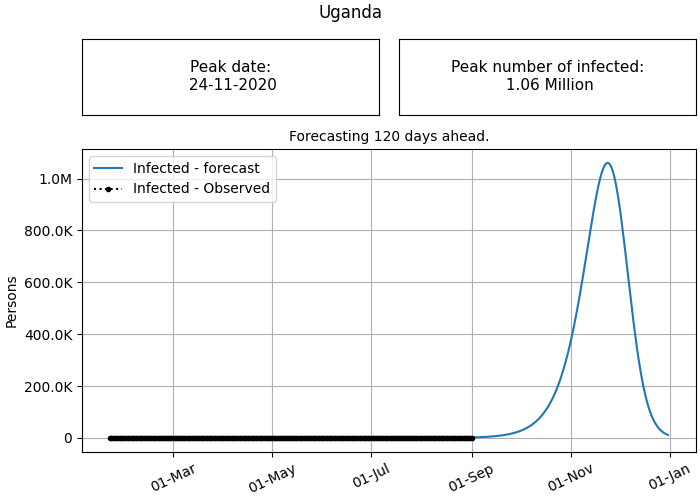 Uganda
Peak date:
24-11-2020
Peak number of infected:
1.06 Million
Forecasting 120 days ahead.
Infected - forecast
Infected - Observed
1.0M
800.0K
600.0K
400.0K
200.0K
0
Persons
01-Mar
01-May
01-Jul
01-Sep
01-Nov
01-Jan